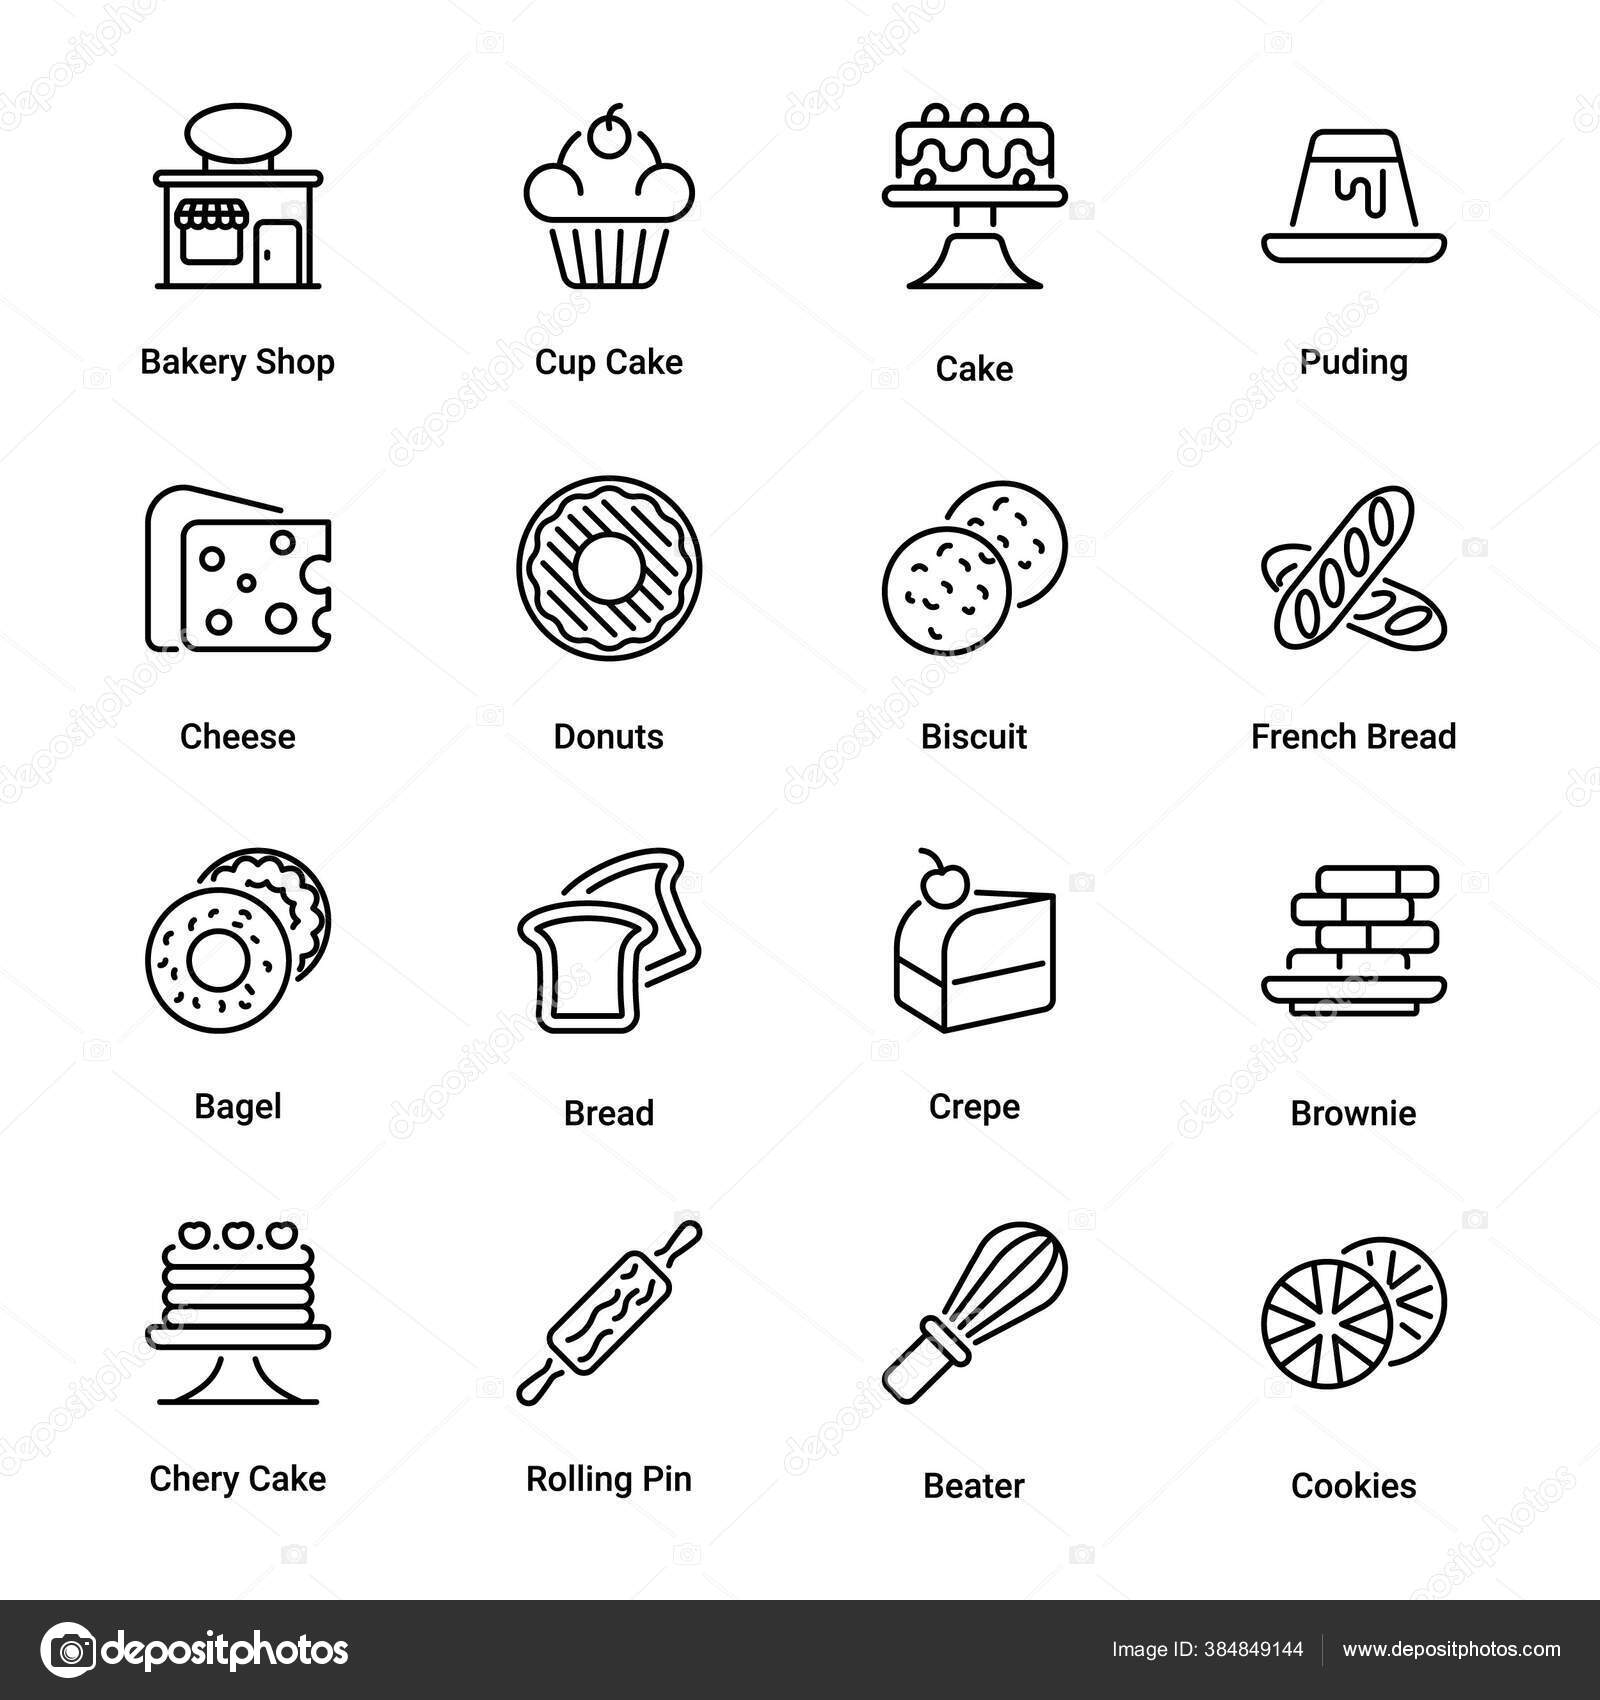 Bakery Shop
Cup Cake
Cake
Puding
Cheese
Donuts
Biscuit
French Bread
Bagel
Bread
Crepe
Brownie
Chery Cake
Rolling Pin
Beater
Cookies
depositphotos
Image ID: 384849144
www.depositphotos.com